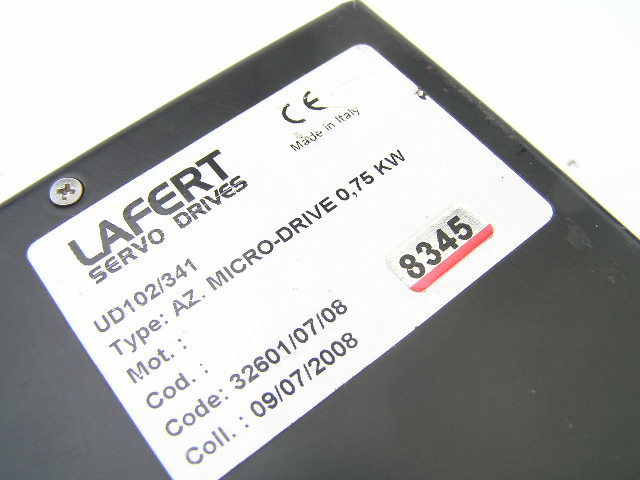 CE
Made in Italy
LAFERT
SERVO DRIVES
UD102/341
Type: AZ. MICRO-DRIVE 0,75 KW
Mot. :
Cod. :
Code: 32601/07/08
Coll. : 09/07/2008
8345